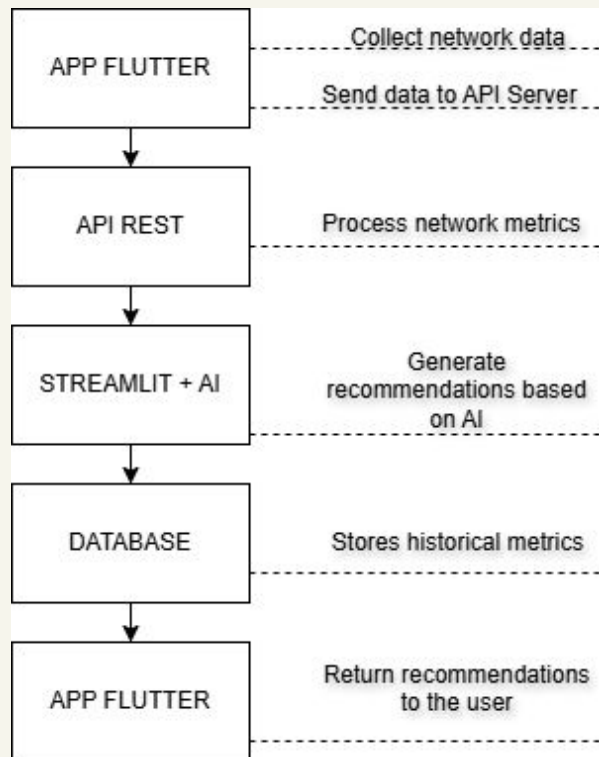 APP FLUTTER
Collect network data
Send data to API Server
API REST
Process network metrics
STREAMLIT + AI
Generate
recommendations based
on AI
DATABASE
Stores historical metrics
APP FLUTTER
Return recommendations
to the user